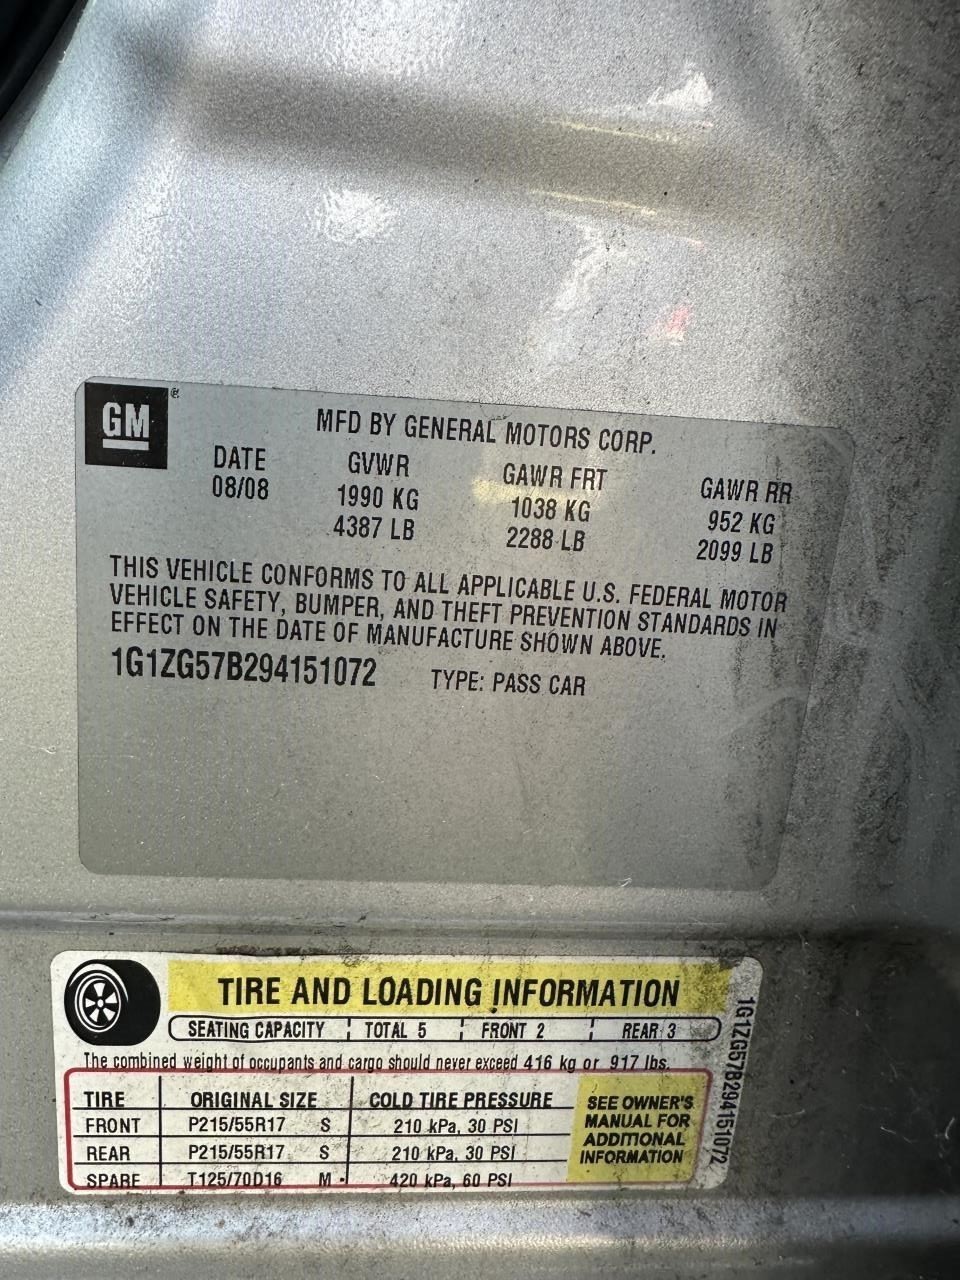 GM ®
MFD BY GENERAL MOTORS CORP.
DATE GVWR GAWR FRT GAWR RR
08/08 1990 KG 1038 KG 952 KG
4387 LB 2288 LB 2099 LB
THIS VEHICLE CONFORMS TO ALL APPLICABLE U.S. FEDERAL MOTOR
VEHICLE SAFETY, BUMPER, AND THEFT PREVENTION STANDARDS IN
EFFECT ON THE DATE OF MANUFACTURE SHOWN ABOVE.
1G1ZG57B294151072 TYPE: PASS CAR
TIRE AND LOADING INFORMATION
SEATING CAPACITY TOTAL 5 FRONT 2 REAR 3
The combined weight of occupants and cargo should never exceed 416 kg or 917 lbs.
TIRE ORIGINAL SIZE COLD TIRE PRESSURE
FRONT P215/55R17 S 210 kPa, 30 PSI
REAR P215/55R17 S 210 kPa, 30 PSI
SPARE T125/70D16 M 420 kPa, 60 PSI
SEE OWNER'S
MANUAL FOR
ADDITIONAL
INFORMATION
1G1ZG57B294151072